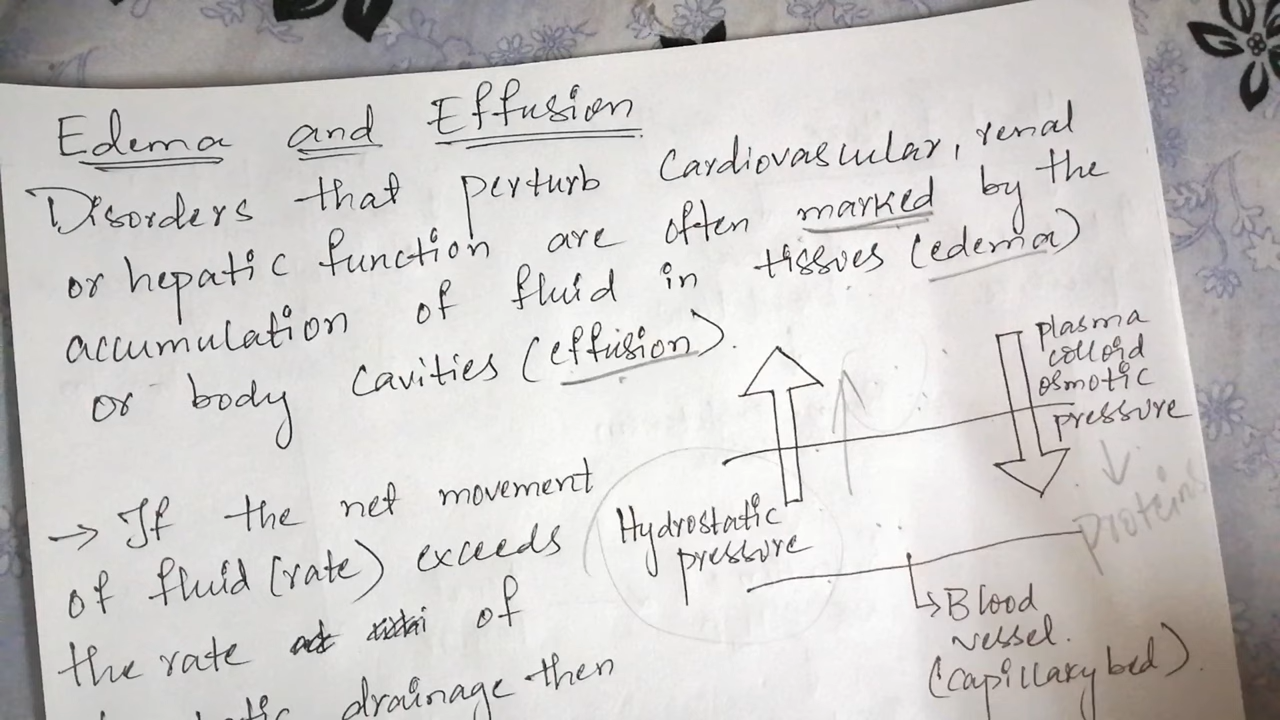 Edema and Effusion
Disorders that perturb Cardiovascular, renal
or hepatic function are often marked by the
accumulation of fluid in tissues (edema)
or body cavities (effusion).
→ If the net movement
of fluid (rate) exceeds
the rate of
drainage then
Hydrostatic
pressure
plasma
colloid
osmotic
pressure
↓
proteins
Blood
vessel.
(capillary bed).